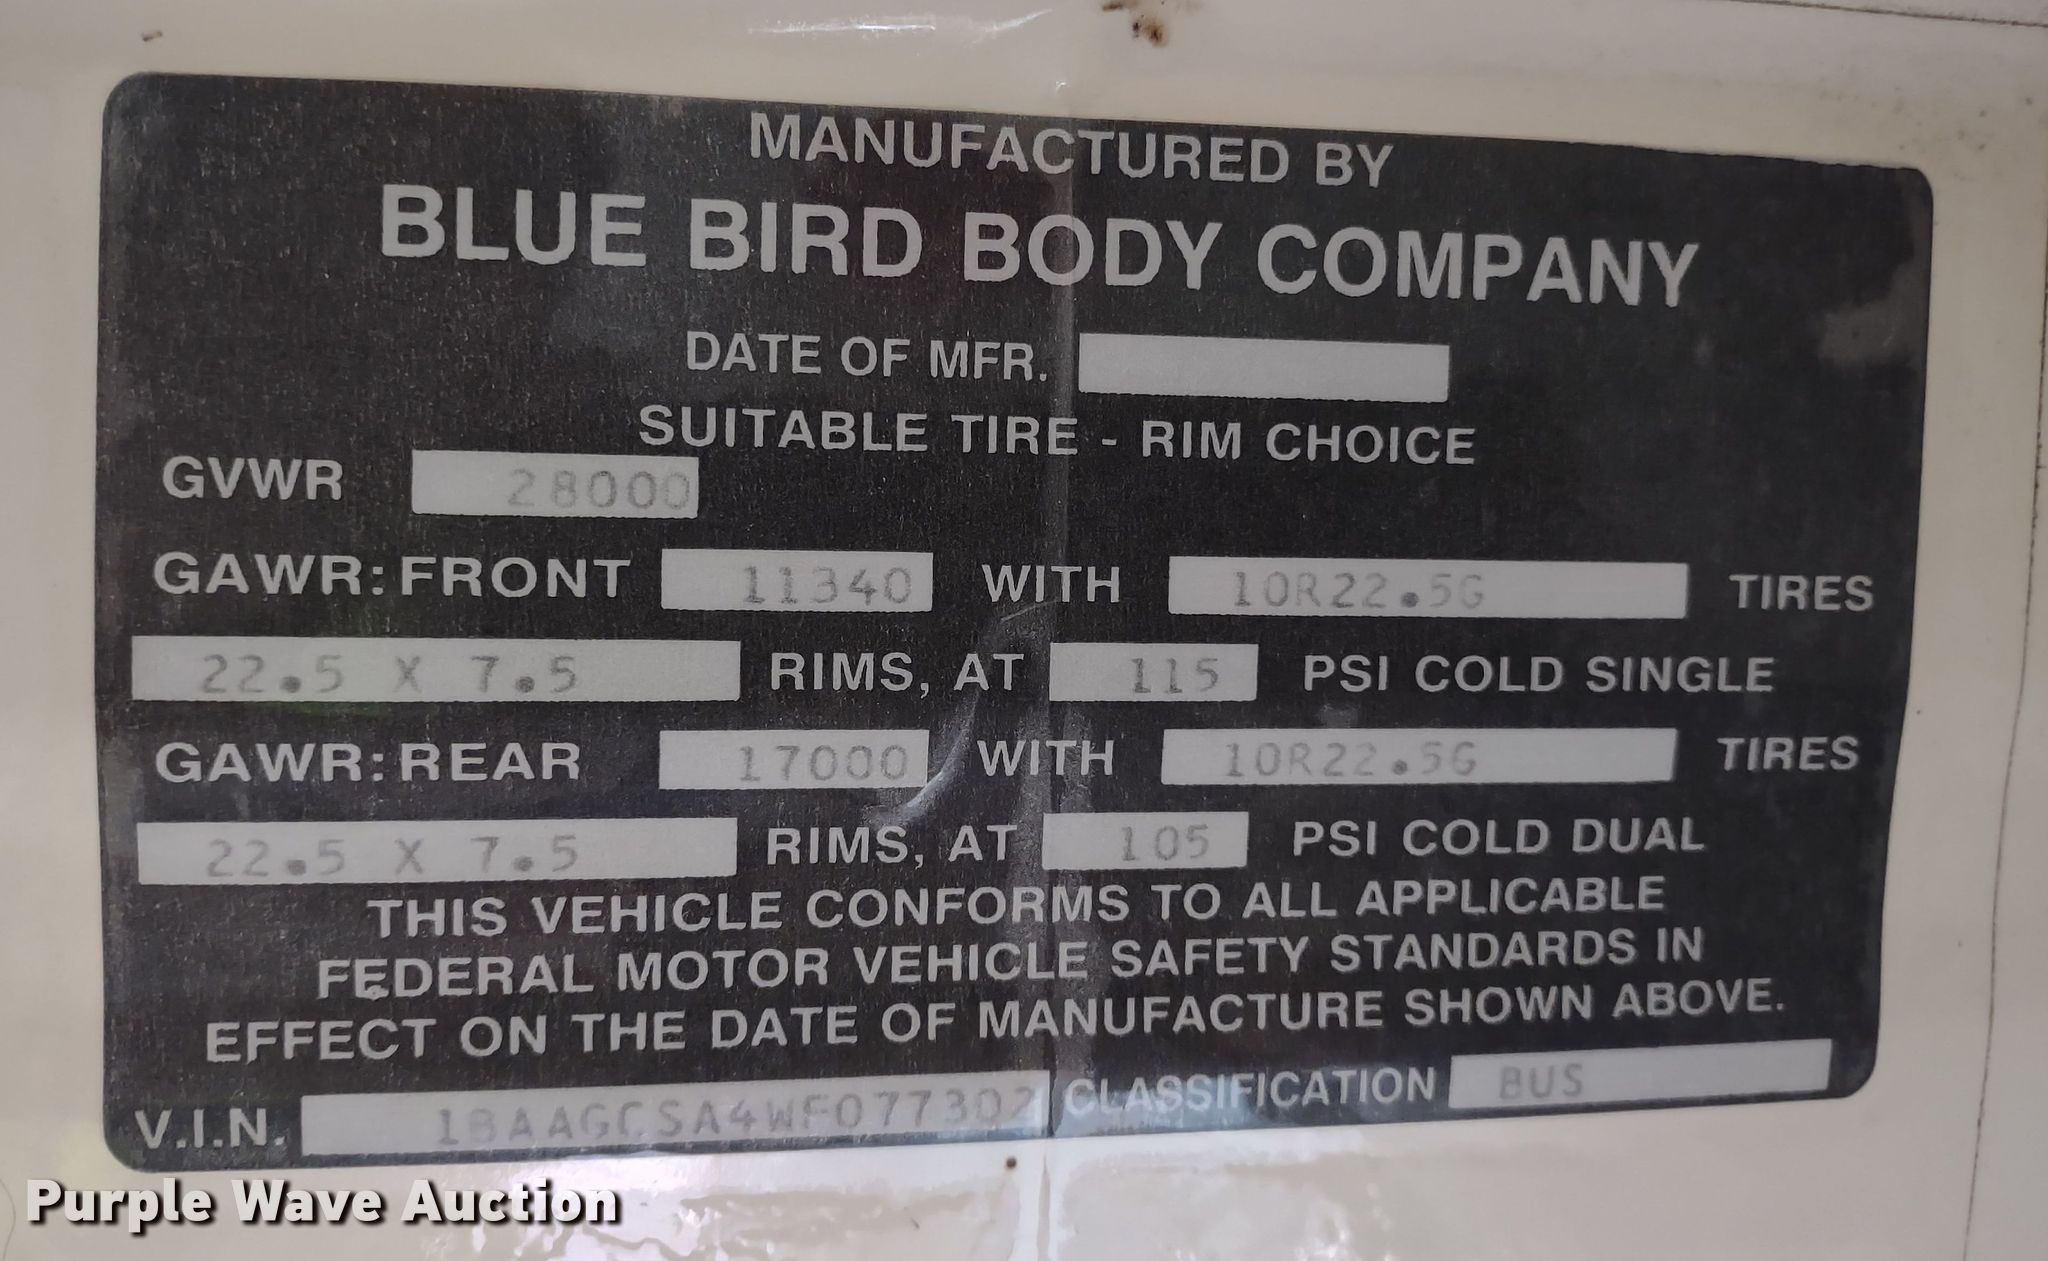 MANUFACTURED BY
BLUE BIRD BODY COMPANY
DATE OF MFR.
SUITABLE TIRE - RIM CHOICE
GVWR 28000
GAWR: FRONT 11340 WITH 10R22.5G TIRES
22.5 X 7.5 RIMS, AT 115 PSI COLD SINGLE
GAWR: REAR 17000 WITH 10R22.5G TIRES
22.5 X 7.5 RIMS, AT 105 PSI COLD DUAL
THIS VEHICLE CONFORMS TO ALL APPLICABLE
FEDERAL MOTOR VEHICLE SAFETY STANDARDS IN
EFFECT ON THE DATE OF MANUFACTURE SHOWN ABOVE.
V.I.N. 1BAAGCSA4WF077302 CLASSIFICATION BUS
Purple Wave Auction